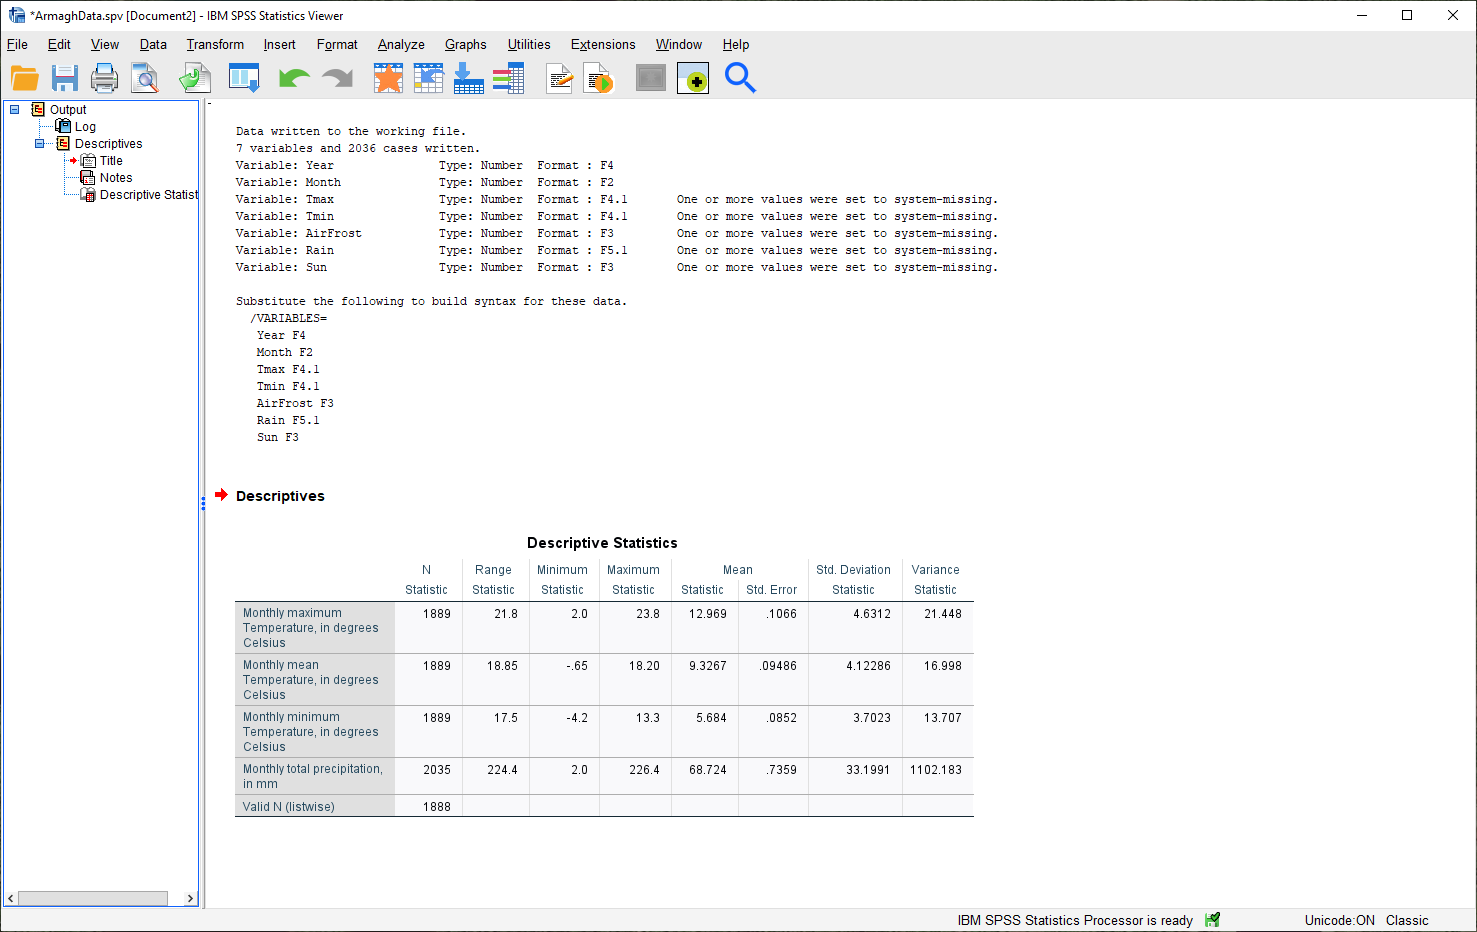 *ArmaghData.spv [Document2] - IBM SPSS Statistics Viewer
File Edit View Data Transform Insert Format Analyze Graphs Utilities Extensions Window Help
Output
Log
Descriptives
Title
Notes
Descriptive Statist
Data written to the working file.
7 variables and 2036 cases written.
Variable: Year Type: Number Format : F4
Variable: Month Type: Number Format : F2
Variable: Tmax Type: Number Format : F4.1 One or more values were set to system-missing.
Variable: Tmin Type: Number Format : F4.1 One or more values were set to system-missing.
Variable: AirFrost Type: Number Format : F3 One or more values were set to system-missing.
Variable: Rain Type: Number Format : F5.1 One or more values were set to system-missing.
Variable: Sun Type: Number Format : F3 One or more values were set to system-missing.
Substitute the following to build syntax for these data.
/VARIABLES=
Year F4
Month F2
Tmax F4.1
Tmin F4.1
AirFrost F3
Rain F5.1
Sun F3
Descriptives
Descriptive Statistics
N Range Minimum Maximum Mean Std. Deviation Variance
Statistic Statistic Statistic Statistic Statistic Std. Error Statistic Statistic
Monthly maximum 1889 21.8 2.0 23.8 12.969 .1066 4.6312 21.448
Temperature, in degrees
Celsius
Monthly mean 1889 18.85 -.65 18.20 9.3267 .09486 4.12286 16.998
Temperature, in degrees
Celsius
Monthly minimum 1889 17.5 -4.2 13.3 5.684 .0852 3.7023 13.707
Temperature, in degrees
Celsius
Monthly total precipitation, 2035 224.4 2.0 226.4 68.724 .7359 33.1991 1102.183
in mm
Valid N (listwise) 1888
IBM SPSS Statistics Processor is ready Unicode:ON Classic